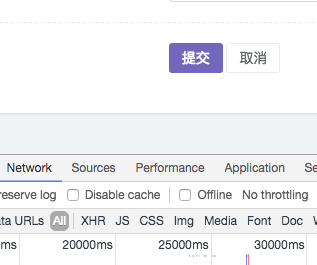 提交 取消
Network Sources Performance Application Se
reserve log Disable cache Offline No throttling
ata URLs All XHR JS CSS Img Media Font Doc W
ms 20000ms 25000ms 30000ms